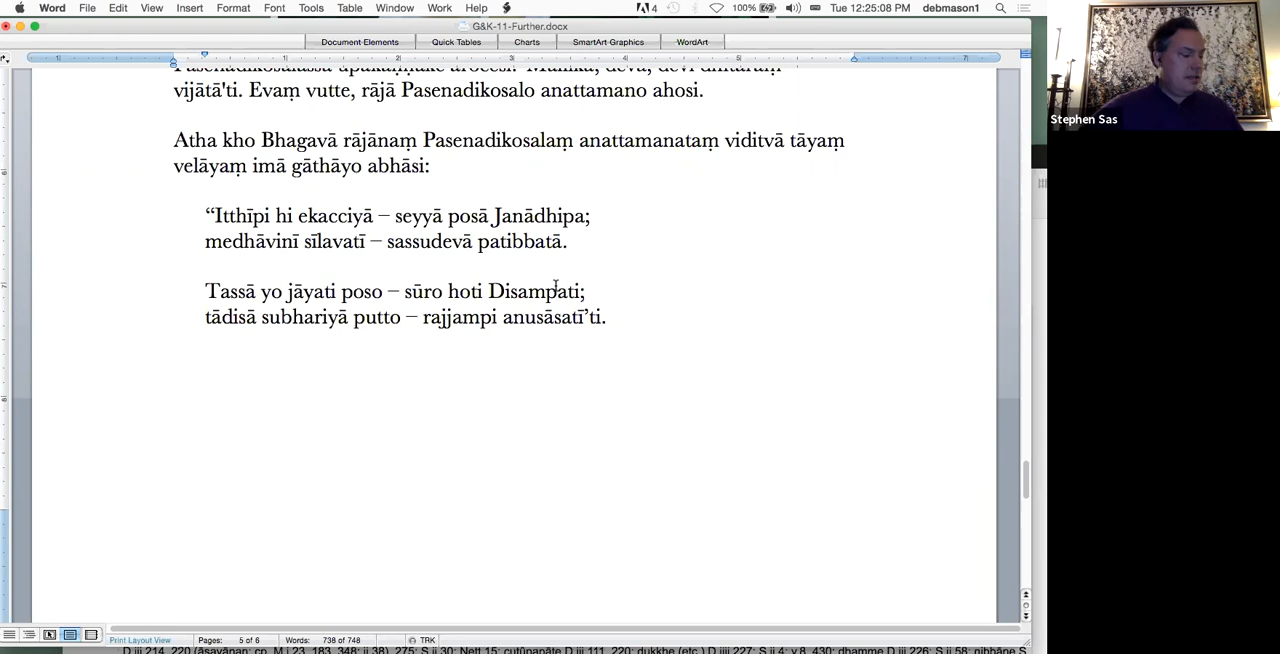 Word File Edit View Insert Format Font Tools Table Window Work Help 4 100% Tue 12:25:08 PM debmason1
G&K-11-Further.docx
Document Elements Quick Tables Charts SmartArt Graphics WordArt
vijātā'ti. Evaṃ vutte, rājā Pasenadikosalo anattamano ahosi.
Atha kho Bhagavā rājānaṃ Pasenadikosalaṃ anattamanataṃ viditvā tāyaṃ
velāyaṃ imā gāthāyo abhāsi:
“Itthīpi hi ekacciyā – seyyā posā Janādhipa;
medhāvinī sīlavatī – sassudevā patibbatā.
Tassā yo jāyati poso – sūro hoti Disampati;
tādisā subhariyā putto – rajjampi anusāsatī’ti.
Print Layout View Pages: 5 of 6 Words: 738 of 748 TRK
Stephen Sas